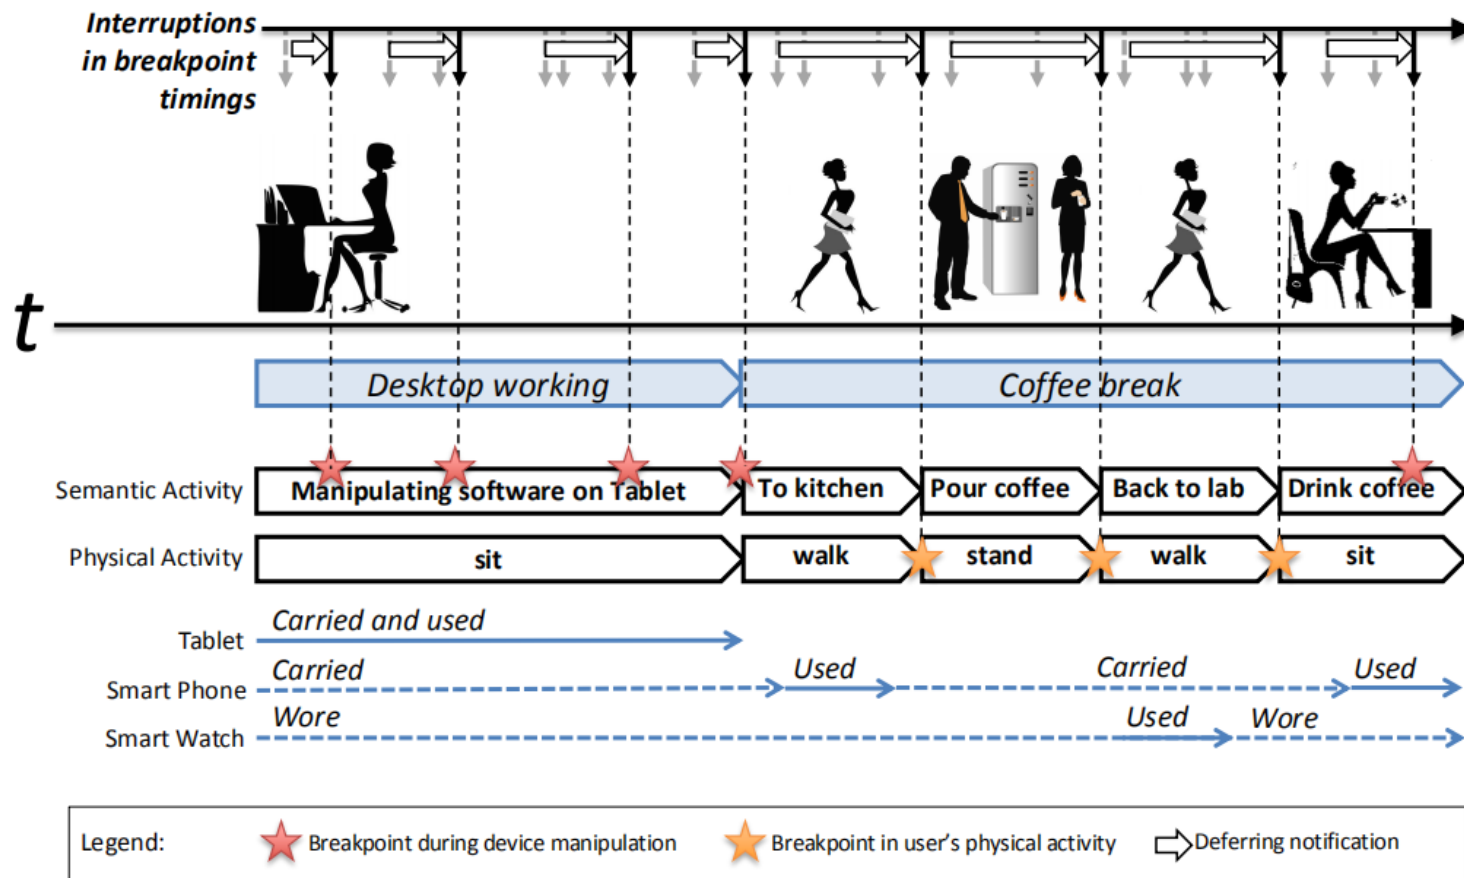 Interruptions
in breakpoint
timings
t
Desktop working
Coffee break
Semantic Activity
Manipulating software on Tablet
To kitchen
Pour coffee
Back to lab
Drink coffee
Physical Activity
sit
walk
stand
walk
sit
Carried and used
Tablet
Carried
Used
Carried
Used
Smart Phone
Wore
Used
Wore
Smart Watch
Legend:
Breakpoint during device manipulation
Breakpoint in user's physical activity
Deferring notification